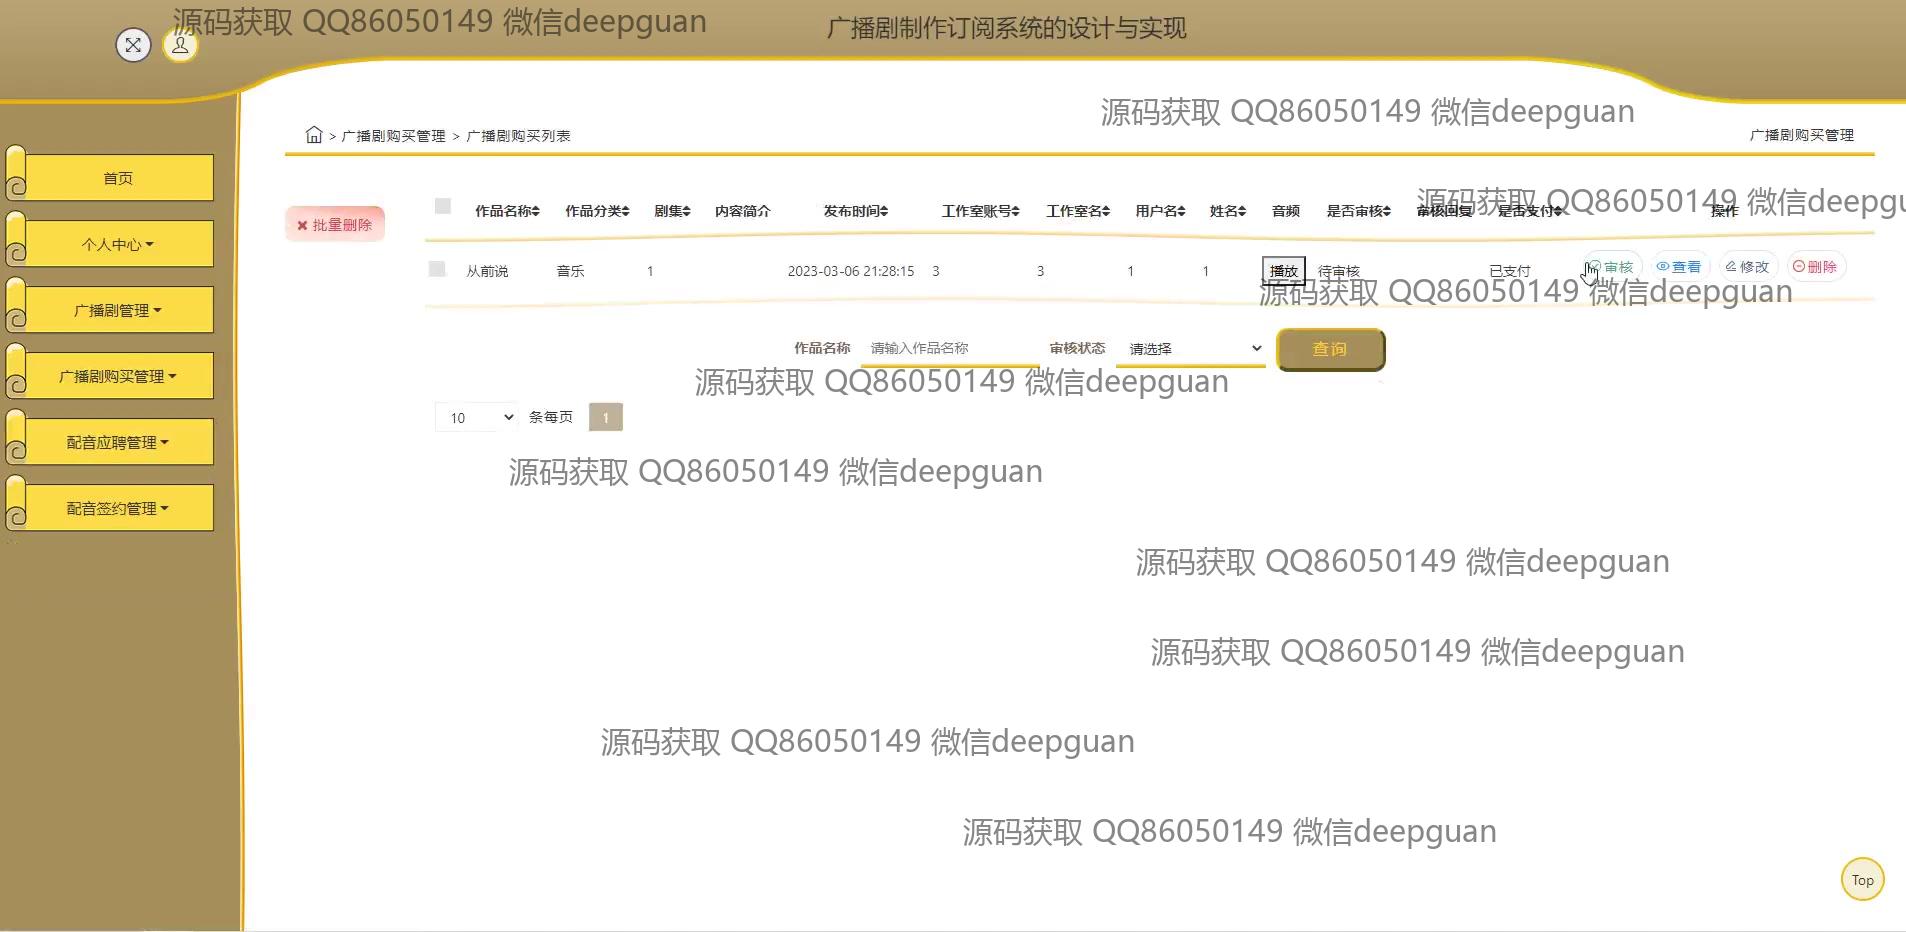 源码获取 QQ86050149 微信deepguan
广播剧制作订阅系统的设计与实现
源码获取 QQ86050149 微信deepguan
> 广播剧购买管理 > 广播剧购买列表
广播剧购买管理
首页
个人中心
广播剧管理
广播剧购买管理
配音应聘管理
配音签约管理
批量删除
源码获取 QQ86050149 微信deepgu
作品名称 作品分类 剧集 内容简介 发布时间 工作室账号 工作室名 用户名 姓名 音频 是否审核 审核回复 是否支付 操作
从前说 音乐 1 2023-03-06 21:28:15 3 3 1 1 播放 待审核 已支付 审核 查看 修改 删除
源码获取 QQ86050149 微信deepguan
作品名称 请输入作品名称 审核状态 请选择 查询
源码获取 QQ86050149 微信deepguan
10 条每页 1
源码获取 QQ86050149 微信deepguan
源码获取 QQ86050149 微信deepguan
源码获取 QQ86050149 微信deepguan
源码获取 QQ86050149 微信deepguan
源码获取 QQ86050149 微信deepguan
Top